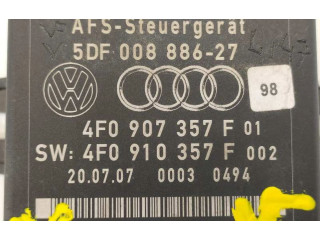 AFS-Steuergerät
5DF 008 886-27
98
4F0 907 357 F 01
SW: 4F0 910 357 F 002
20.07.07 0003 0494